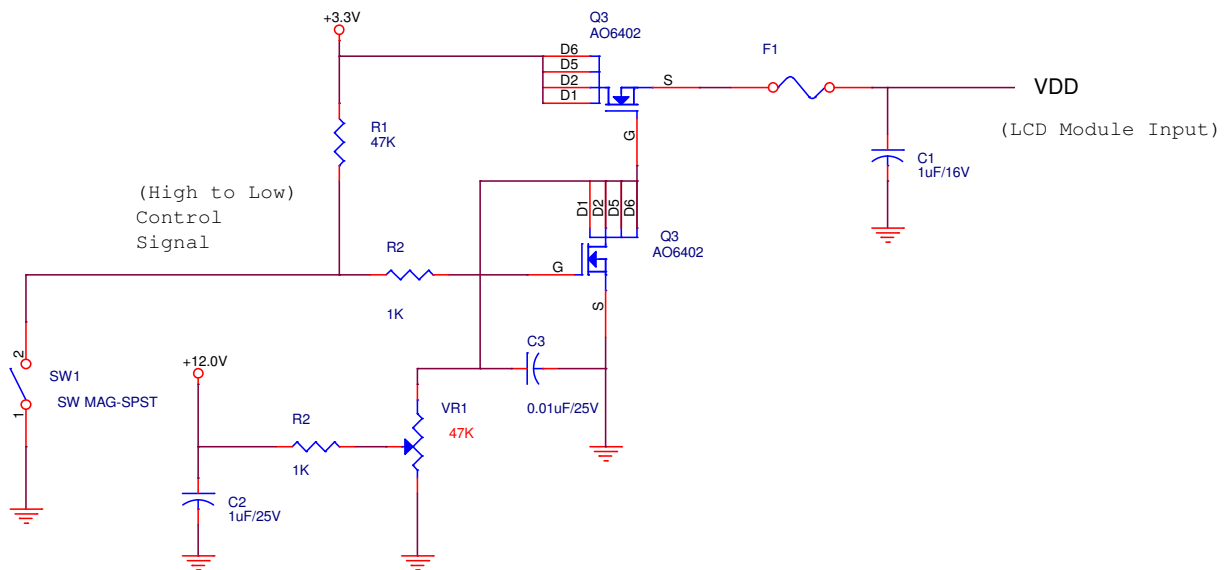 +3.3V
Q3
AO6402
D6
D5
D2
D1
S
G
F1
VDD
(LCD Module Input)
R1
47K
C1
1uF/16V
(High to Low)
Control
Signal
D1
D2
D5
D6
Q3
AO6402
R2
G
1K
S
2
1
SW1
SW MAG-SPST
+12.0V
C3
0.01uF/25V
R2
1K
VR1
47K
C2
1uF/25V